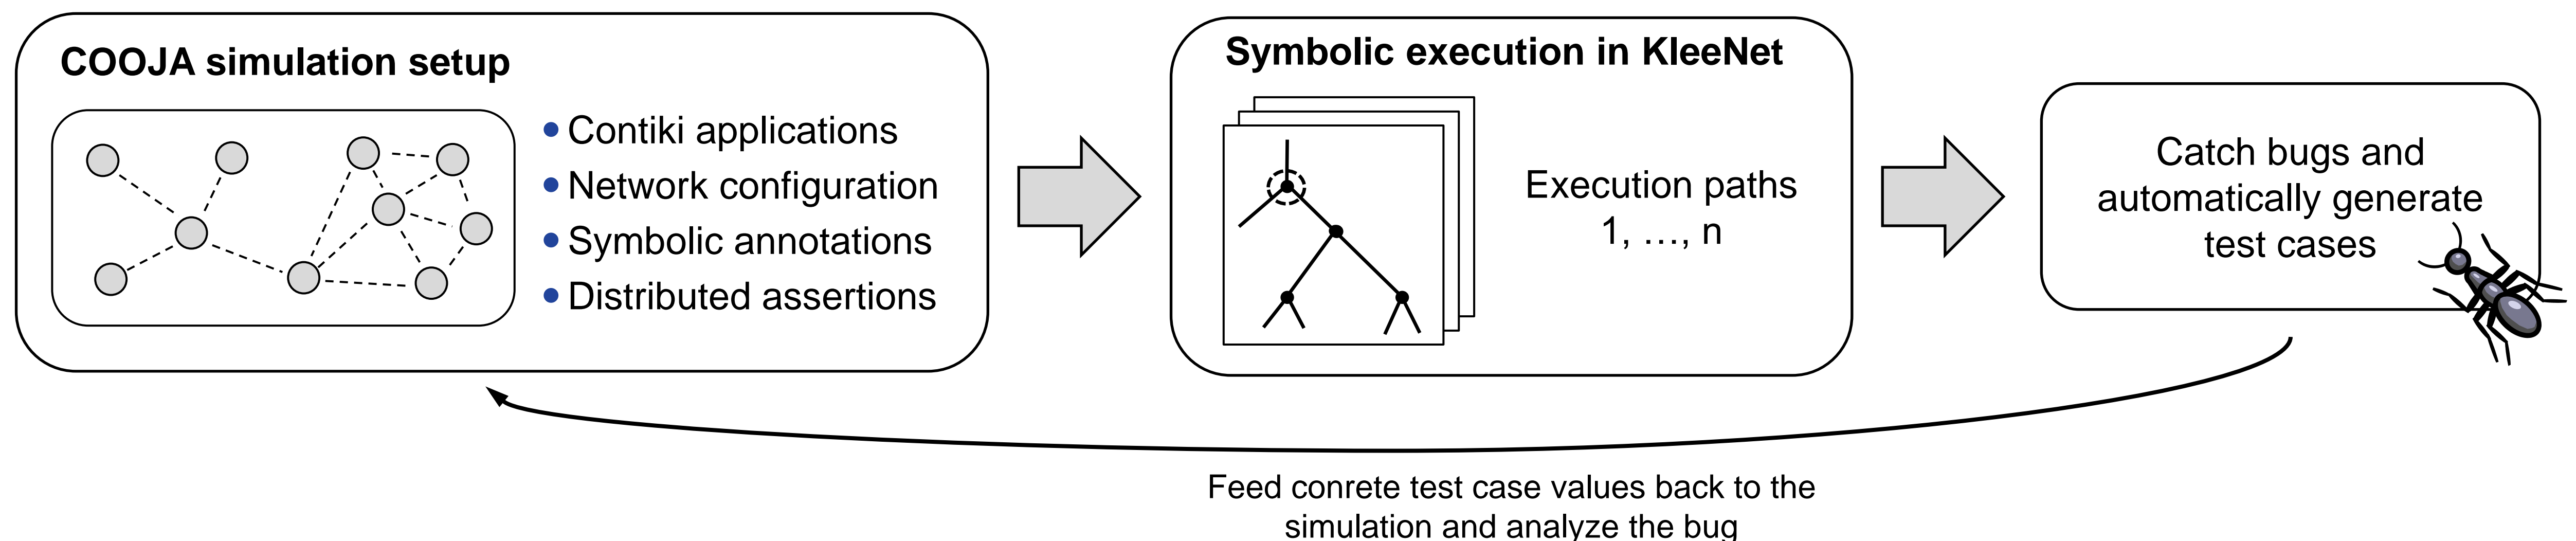 COOJA simulation setup
• Contiki applications
• Network configuration
• Symbolic annotations
• Distributed assertions
Symbolic execution in KleeNet
Execution paths
1, …, n
Catch bugs and
automatically generate
test cases
Feed conrete test case values back to the
simulation and analyze the bug